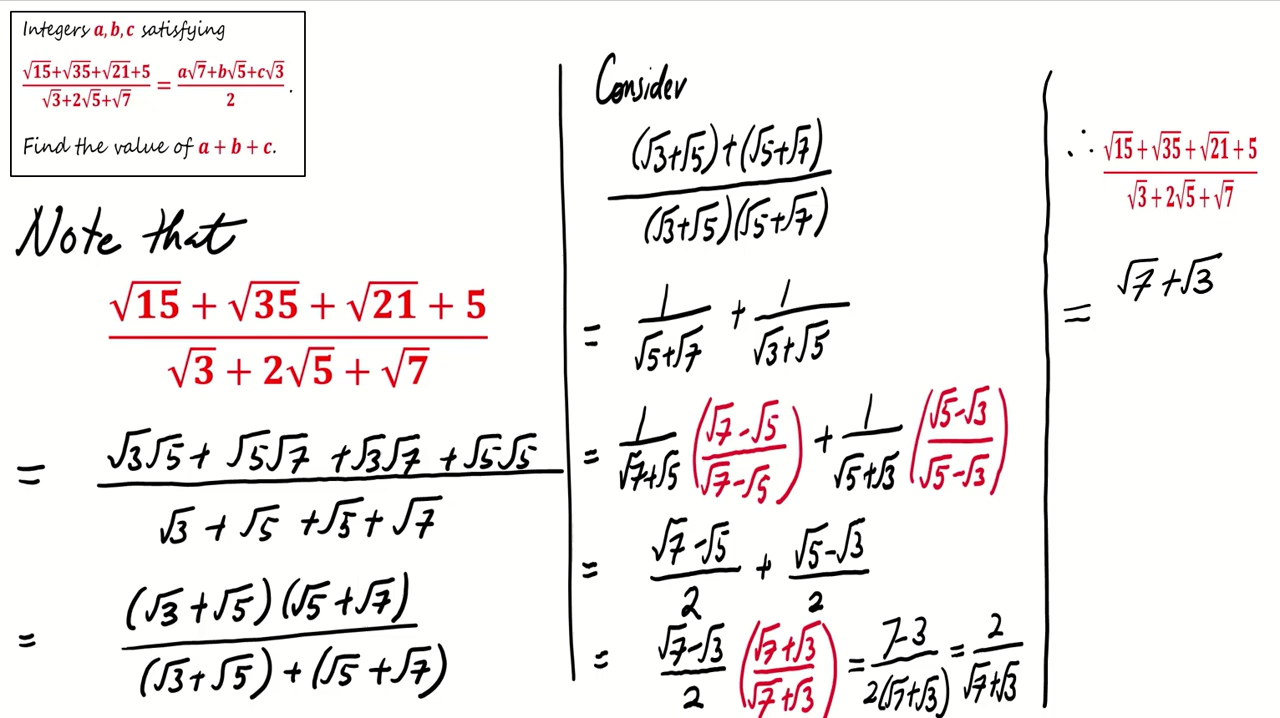 Integers a, b, c satisfying
(√15+√35+√21+5)/(√3+2√5+√7) = (a√7+b√5+c√3)/2 .
Find the value of a + b + c.
Note that
(√15 + √35 + √21 + 5)/(√3 + 2√5 + √7)
= (√3√5 + √5√7 + √3√7 + √5√5)/(√3 + √5 + √5 + √7)
= ((√3 + √5)(√5 + √7))/((√3+√5) + (√5 + √7))
Consider
((√3+√5)+(√5+√7))/((√3+√5)(√5+√7))
= 1/(√5+√7) + 1/(√3+√5)
= 1/(√7+√5) ((√7-√5)/(√7-√5)) + 1/(√5+√3) ((√5-√3)/(√5-√3))
= (√7-√5)/2 + (√5-√3)/2
= (√7-√3)/2 ((√7+√3)/(√7+√3)) = (7-3)/(2(√7+√3)) = 2/(√7+√3)
∴ (√15 + √35 + √21 + 5)/(√3 + 2√5 + √7)
= √7 + √3